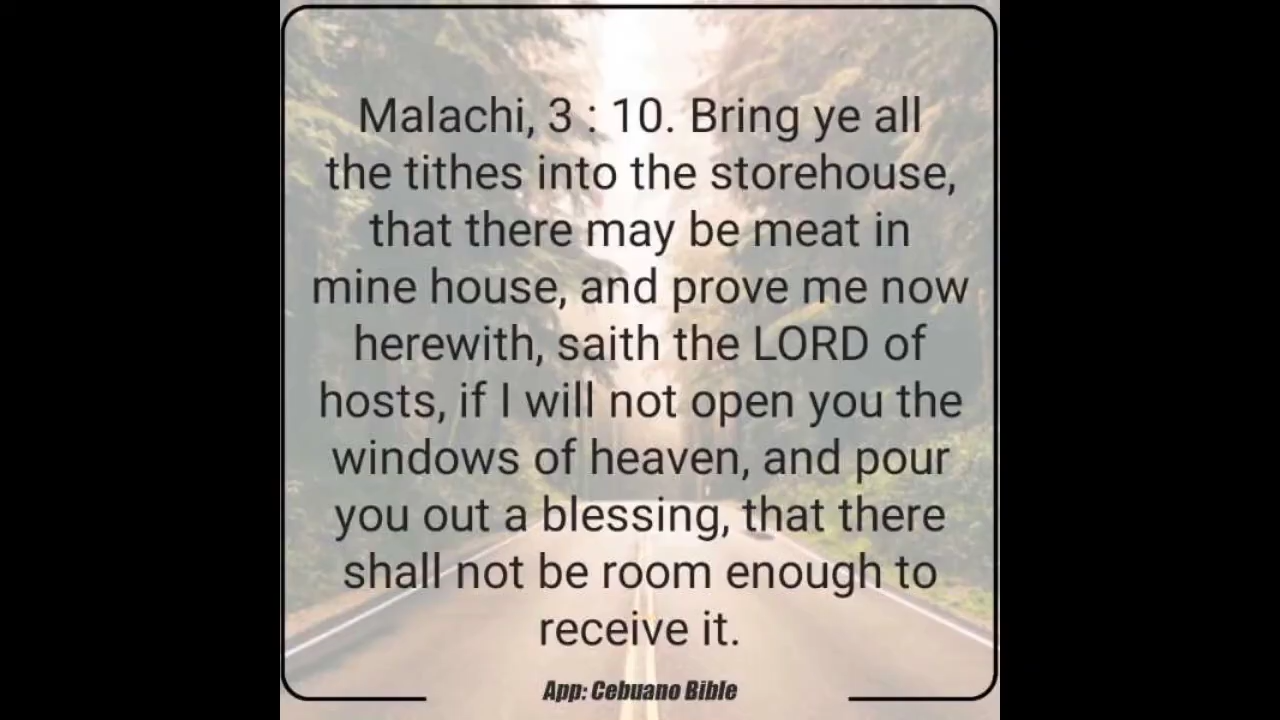 Malachi, 3 : 10. Bring ye all
the tithes into the storehouse,
that there may be meat in
mine house, and prove me now
herewith, saith the LORD of
hosts, if I will not open you the
windows of heaven, and pour
you out a blessing, that there
shall not be room enough to
receive it.
App: Cebuano Bible